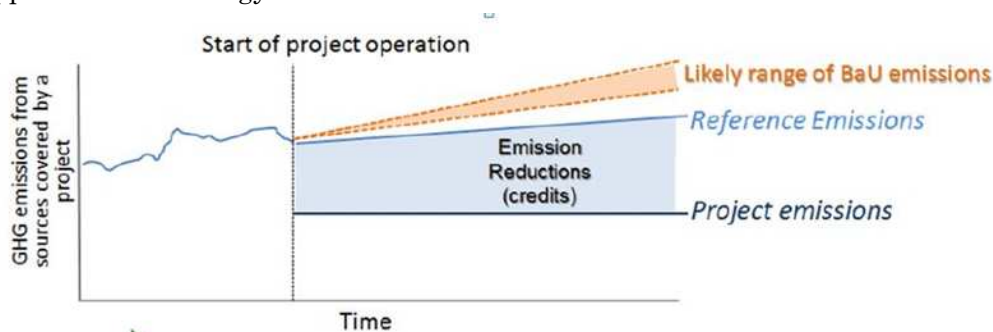 Start of project operation
GHG emissions from
sources covered by a
project
Likely range of BaU emissions
Reference Emissions
Emission
Reductions
(credits)
Project emissions
Time